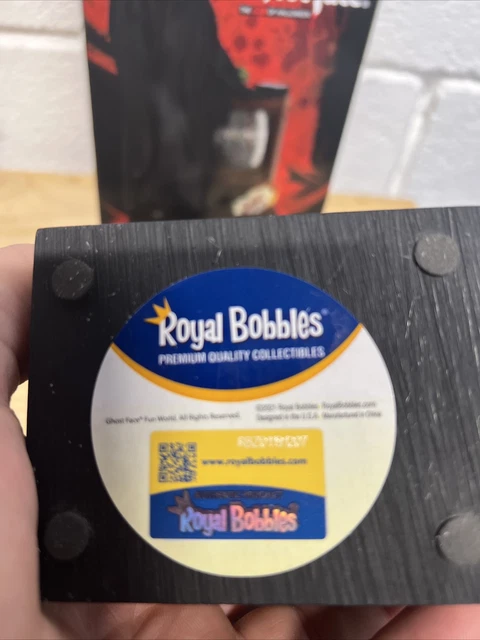 Royal Bobbles
PREMIUM QUALITY COLLECTIBLES
Ghost Face® Fun World. All Rights Reserved.
©2021 Royal Bobbles RoyalBobbles.com
Designed in the U.S.A. Manufactured in China
www.royalbobbles.com
Royal Bobbles